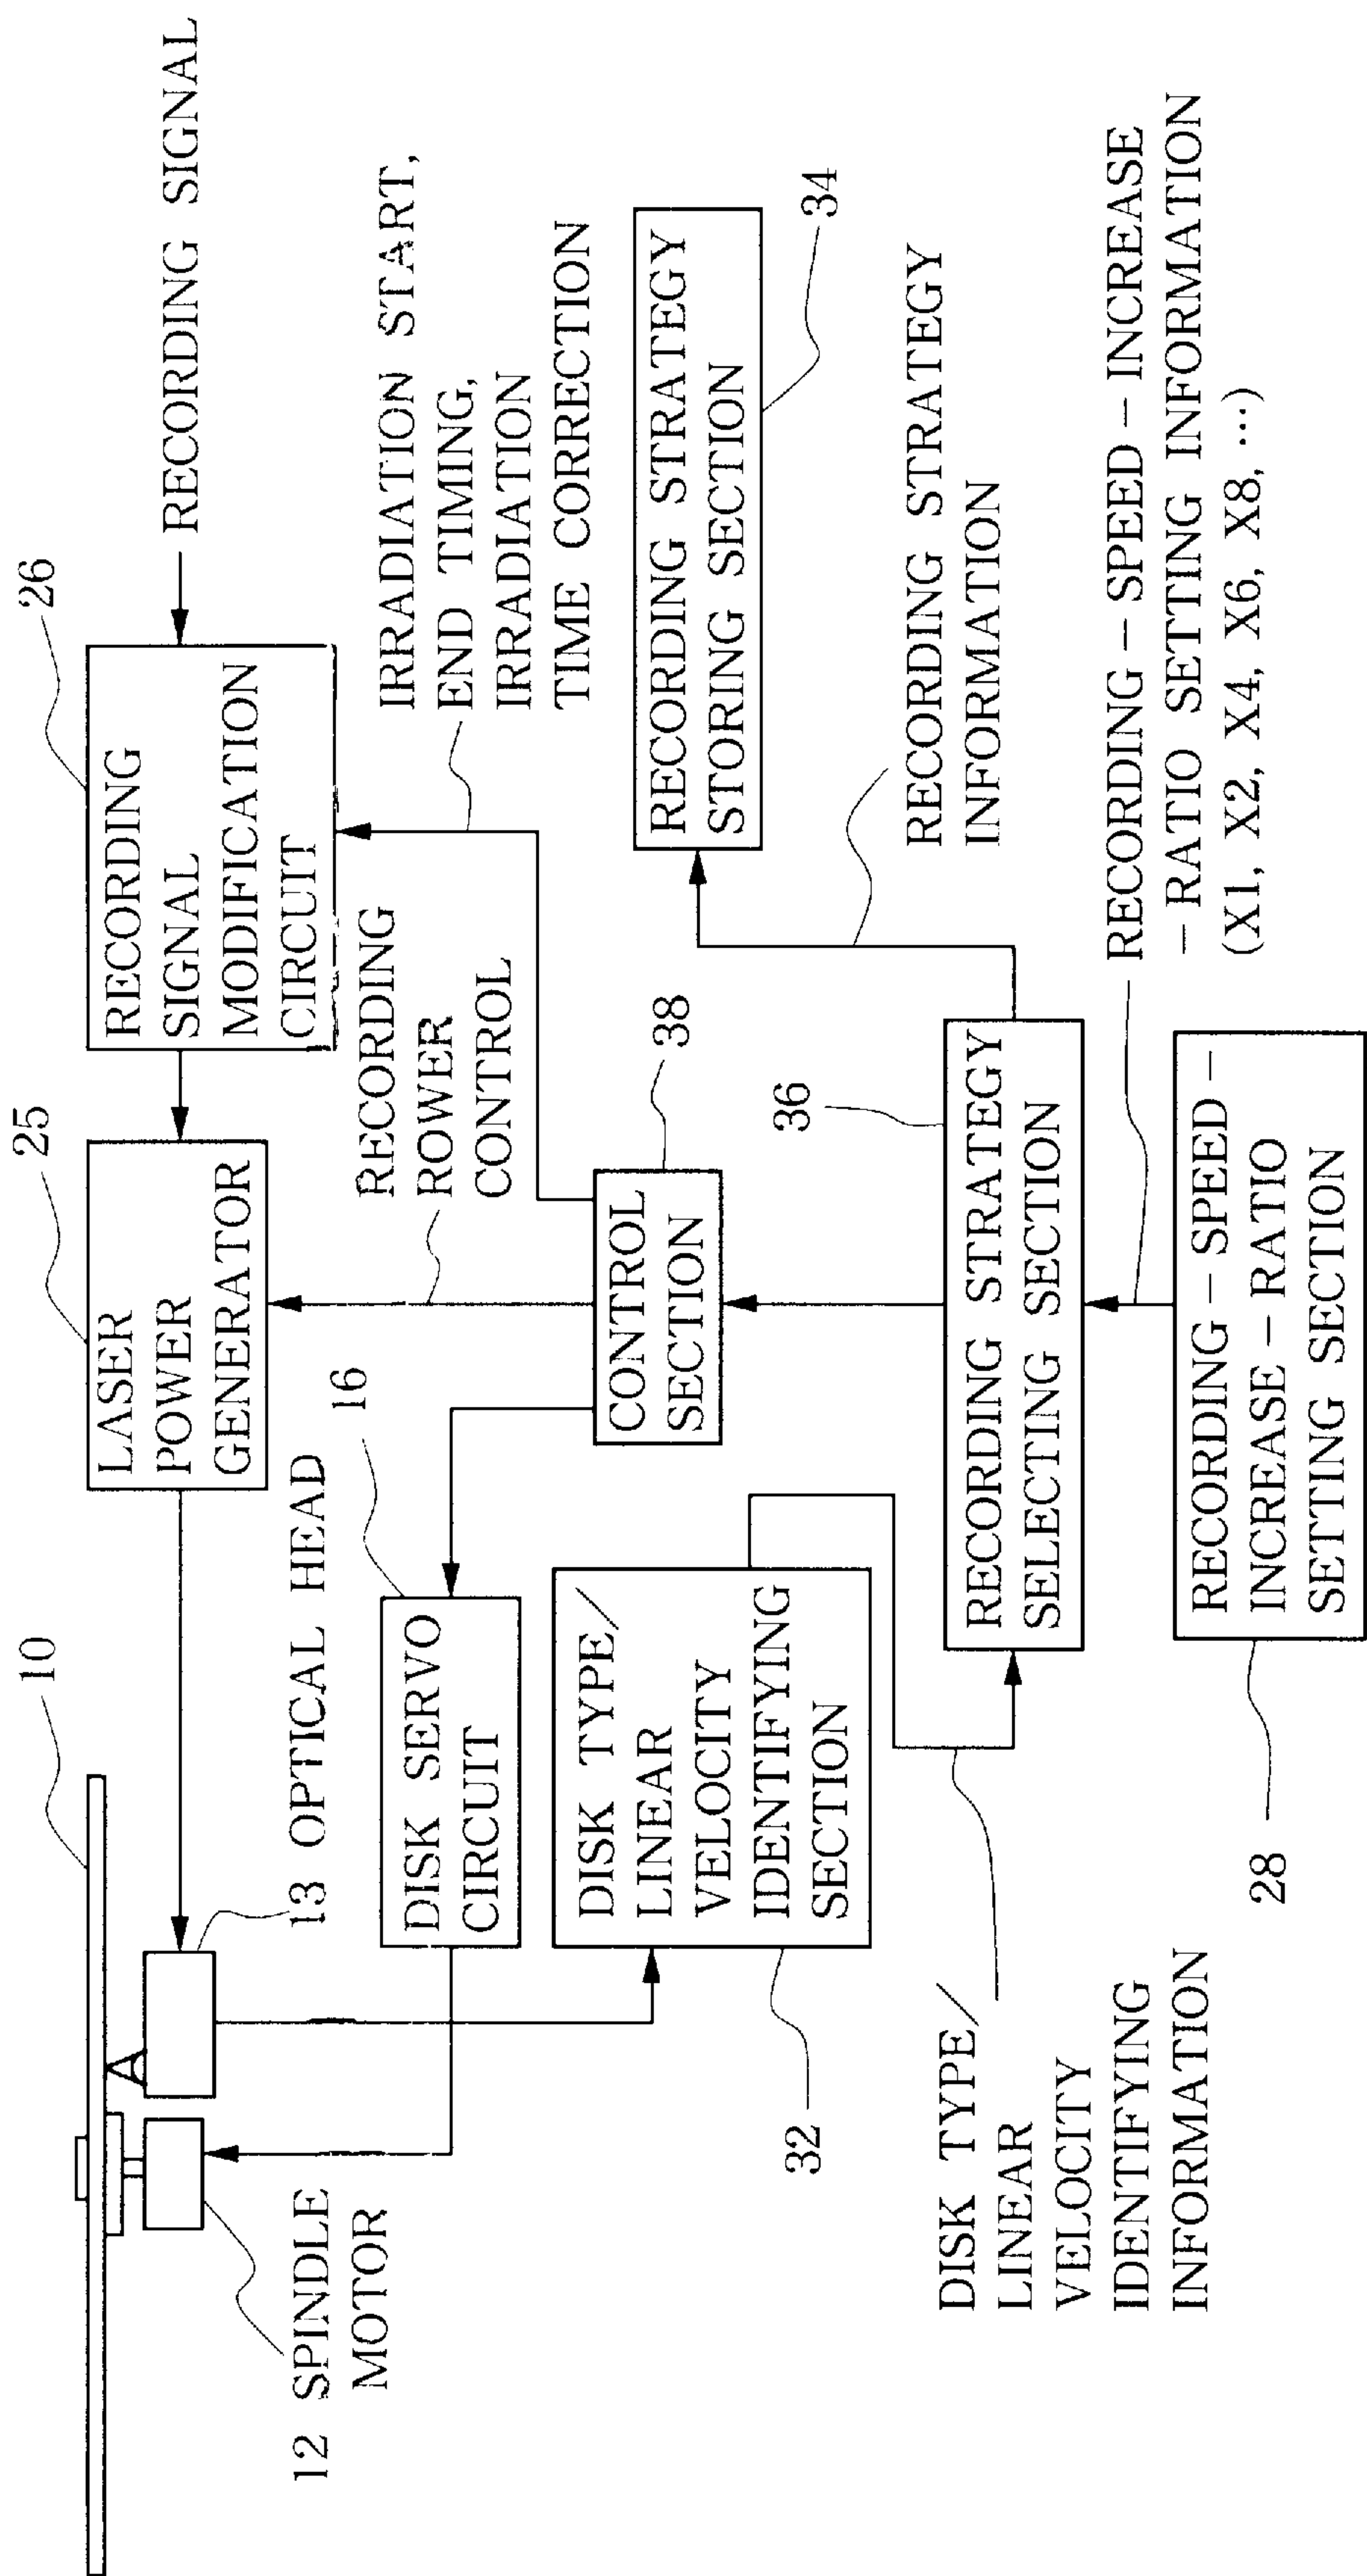 10
12 SPINDLE
MOTOR
13 OPTICAL HEAD
25
LASER
POWER
GENERATOR
26
RECORDING
SIGNAL
MODIFICATION
CIRCUIT
RECORDING SIGNAL
16
DISK SERVO
CIRCUIT
RECORDING
ROWER
CONTROL
IRRADIATION START,
END TIMING,
IRRADIATION
TIME CORRECTION
DISK TYPE/
LINEAR
VELOCITY
IDENTIFYING
SECTION
32
38
CONTROL
SECTION
34
RECORDING STRATEGY
STORING SECTION
36
RECORDING STRATEGY
SELECTING SECTION
RECORDING STRATEGY
INFORMATION
DISK TYPE/
LINEAR
VELOCITY
IDENTIFYING
INFORMATION
28
RECORDING-SPEED-
INCREASE-RATIO
SETTING SECTION
RECORDING-SPEED-INCREASE
-RATIO SETTING INFORMATION
(X1, X2, X4, X6, X8, ···)